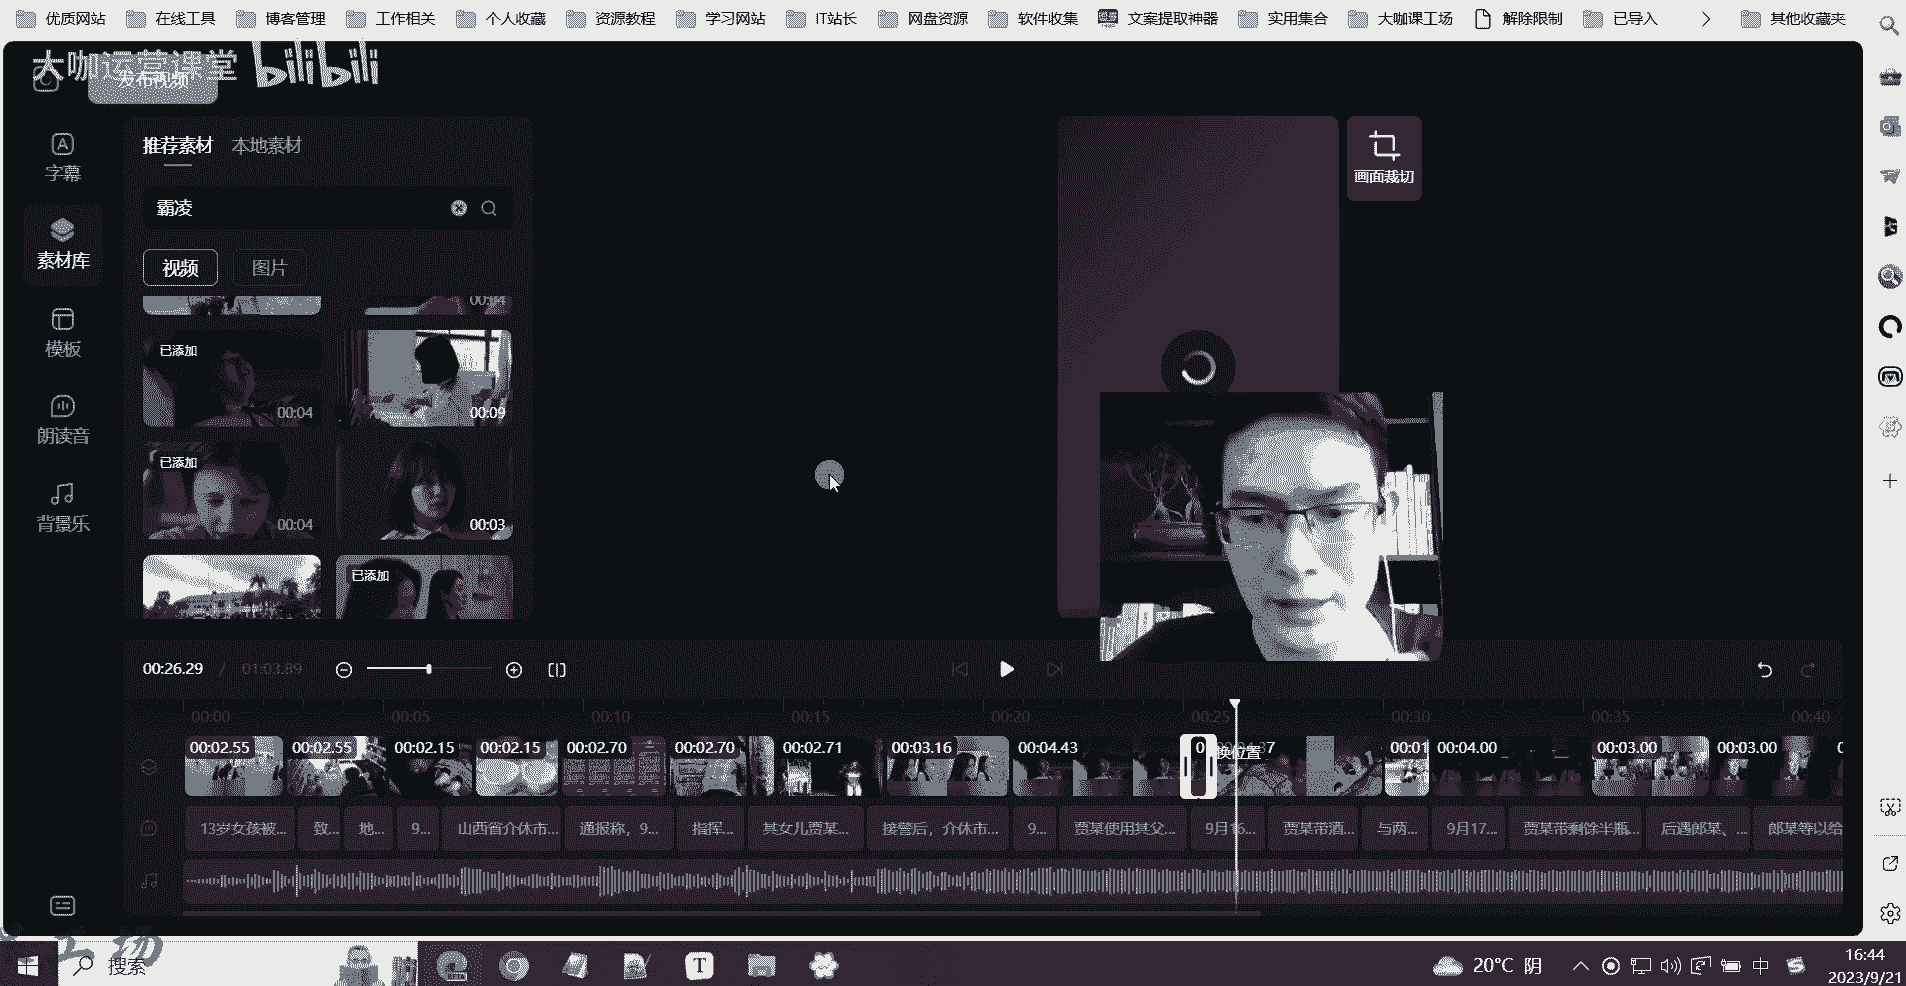 优质网站 在线工具 博客管理 工作相关 个人收藏 资源教程 学习网站 IT站长 网盘资源 软件收集 文案提取神器 实用集合 大咖课工场 解除限制 已导入 其他收藏夹
大咖运营课堂 bilibili
发布视频
推荐素材 本地素材
画面裁切
字幕
霸凌
素材库
视频 图片
00:04
模板
已添加
00:04 00:09
朗读音
已添加
00:04 00:03
背景乐
已添加
00:26.29 / 01:03.89
00:00 00:05 00:10 00:15 00:20 00:25 00:30 00:35 00:40
00:02.55 00:02.55 00:02.15 00:02.15 00:02.70 00:02.70 00:02.71 00:03.16 00:04.43 换位置 37 00:01 00:04.00 00:03.00 00:03.00
13岁女孩被... 致... 地... 9... 山西省介休市... 通报称，9... 指挥... 其女儿贾某... 接警后，介休市... 9... 贾某使用其父... 9月16... 贾某带酒... 与两... 9月17... 贾某带剩馀半瓶... 后遇郎某、... 郎某等以给
工场
搜索
BETA
T
20°C 阴
中
16:44
2023/9/21